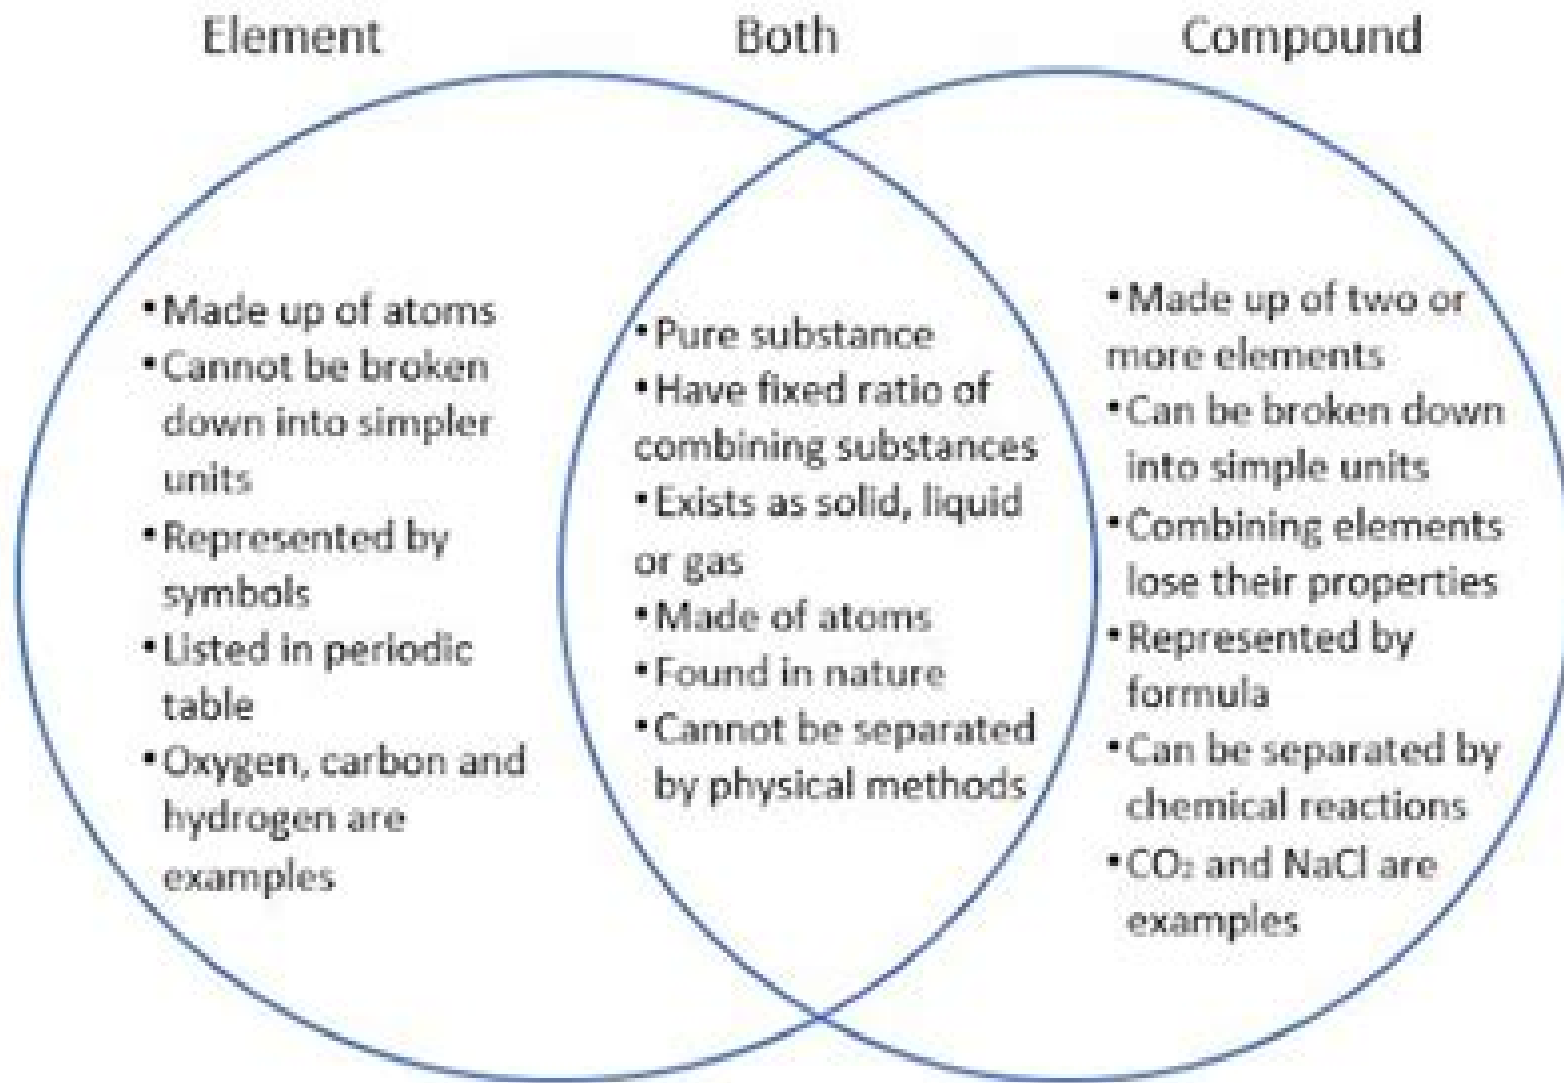 Element
Both
Compound
▪Made up of atoms
▪Cannot be broken
down into simpler
units
▪Represented by
symbols
▪Listed in periodic
table
▪Oxygen, carbon and
hydrogen are
examples
▪Pure substance
▪Have fixed ratio of
combining substances
▪Exists as solid, liquid
or gas
▪Made of atoms
▪Found in nature
▪Cannot be separated
by physical methods
▪Made up of two or
more elements
▪Can be broken down
into simple units
▪Combining elements
lose their properties
▪Represented by
formula
▪Can be separated by
chemical reactions
▪CO₂ and NaCl are
examples